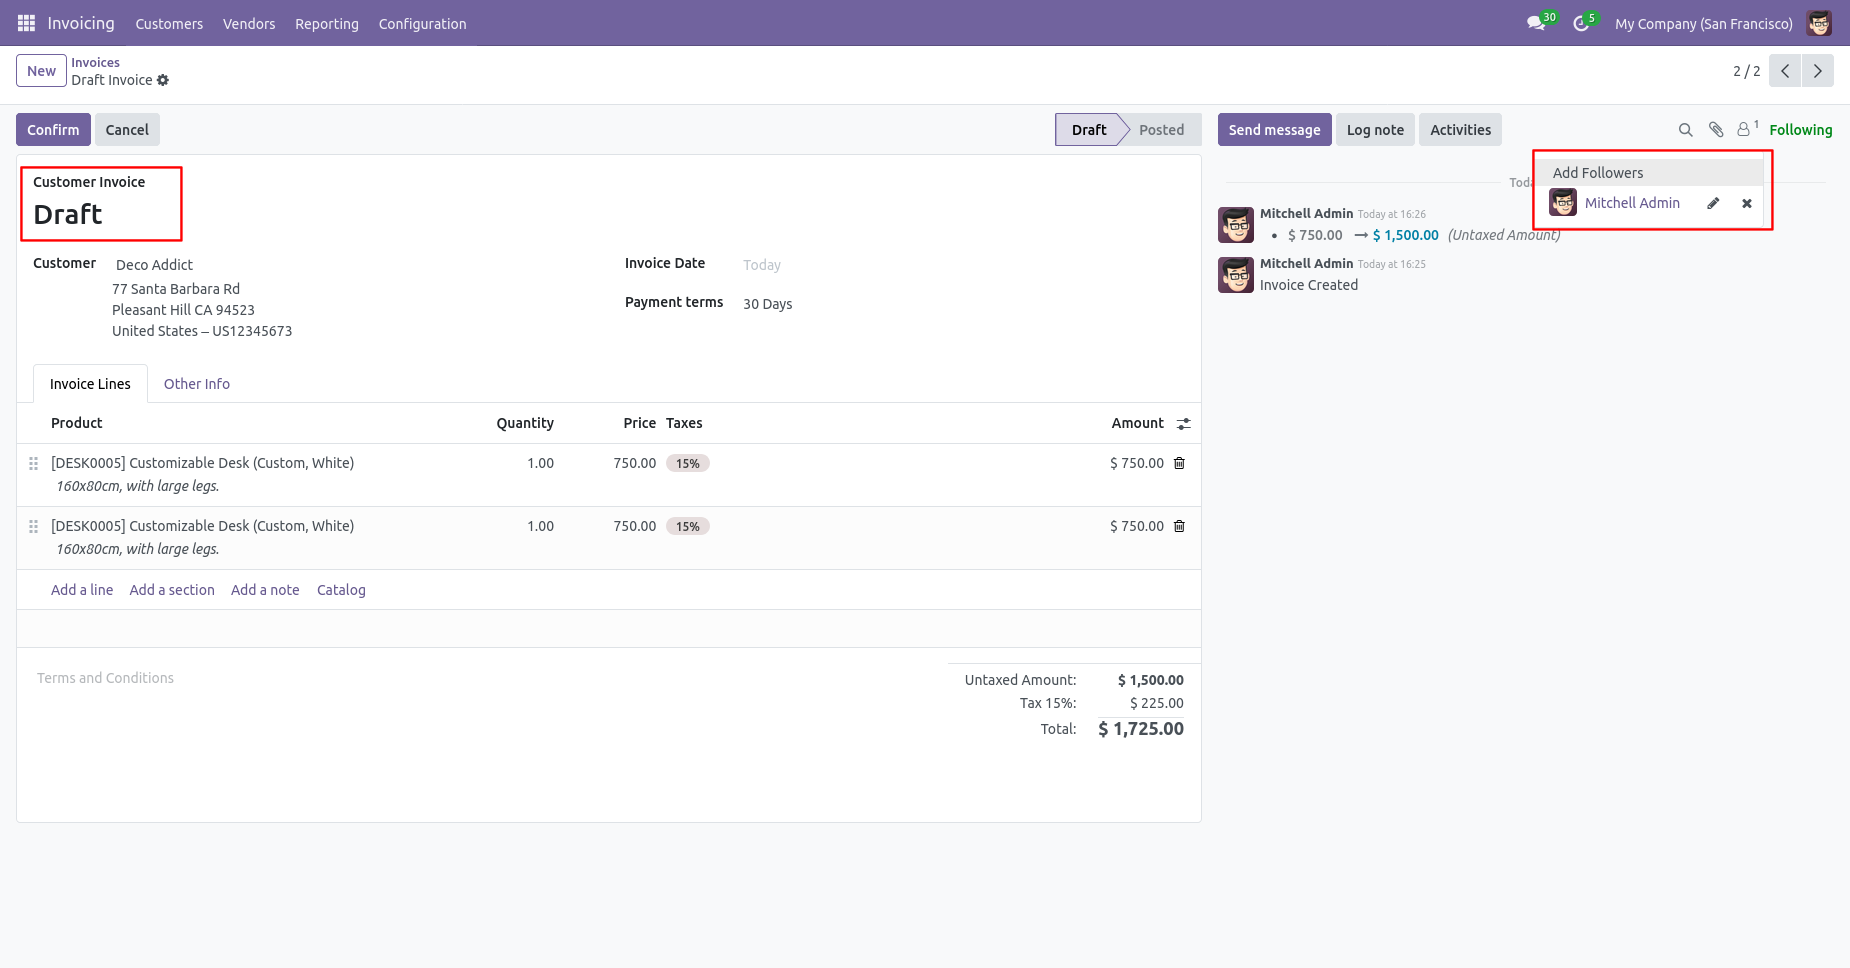 Invoicing Customers Vendors Reporting Configuration 30 5 My Company (San Francisco)
New Invoices
Draft Invoice
2 / 2
Confirm Cancel Draft Posted Send message Log note Activities 1 Following
Customer Invoice
Draft
Customer Deco Addict
77 Santa Barbara Rd
Pleasant Hill CA 94523
United States – US12345673
Invoice Date Today
Payment terms 30 Days
Invoice Lines Other Info
Product Quantity Price Taxes Amount
[DESK0005] Customizable Desk (Custom, White) 1.00 750.00 15% $ 750.00
160x80cm, with large legs.
[DESK0005] Customizable Desk (Custom, White) 1.00 750.00 15% $ 750.00
160x80cm, with large legs.
Add a line Add a section Add a note Catalog
Terms and Conditions
Untaxed Amount: $ 1,500.00
Tax 15%: $ 225.00
Total: $ 1,725.00
Add Followers
Mitchell Admin
Mitchell Admin Today at 16:26
• $ 750.00 → $ 1,500.00 (Untaxed Amount)
Mitchell Admin Today at 16:25
Invoice Created